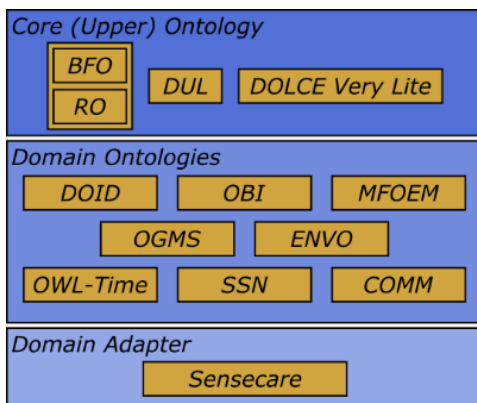 Core (Upper) Ontology
BFO
RO
DUL
DOLCE Very Lite
Domain Ontologies
DOID OBI MFOEM
OGMS ENVO
OWL-Time SSN COMM
Domain Adapter
Sensecare